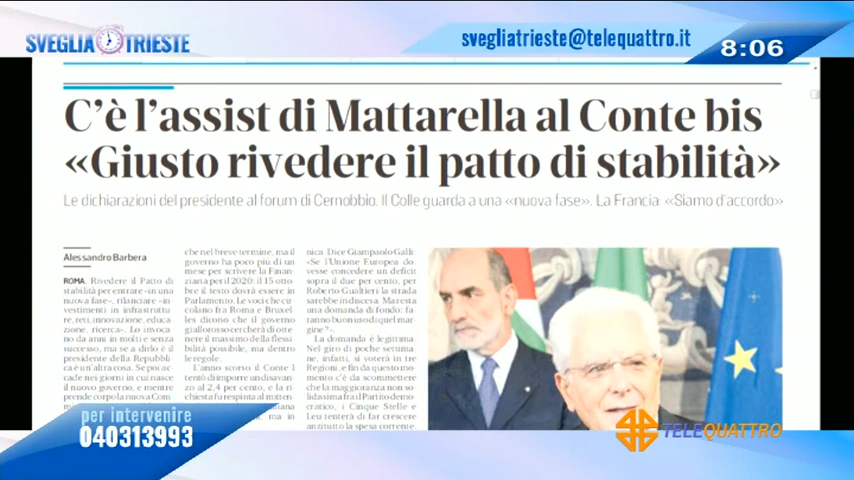 SVEGLIA TRIESTE
svegliatrieste@telequattro.it
8:06
C'è l'assist di Mattarella al Conte bis
«Giusto rivedere il patto di stabilità»
Le dichiarazioni del presidente al forum di Cernobbio. Il Colle guarda a una «nuova fase». La Francia: «Siamo d'accordo»
Alessandro Barbera
ROMA. Rivedere il Patto di
stabilità per entrare «in una
nuova fase», rilanciare «in-
vestimenti in infrastruttu-
re, reti, innovazione, educa-
zione, ricerca». Lo invoca-
no da anni in molti e senza
successo, ma se a dirlo è il
presidente della Repubbli-
ca è un'altra cosa. Se poi ac-
cade nei giorni in cui nasce
il nuovo governo, e mentre
prende corpo la nuova Com
che nel breve termine, ma il
governo ha poco più di un
mese per scrivere la Finan-
ziaria per il 2020: il 15 otto-
bre il testo dovrà essere in
Parlamento. Le voci che cir-
colano fra Roma e Bruxel-
les dicono che il governo
giallorosso cercherà di otte-
nere il massimo della flessi-
bilità possibile, ma dentro
le regole.
L'anno scorso il Conte I
tentò di imporre un disavan-
zo al 2,4 per cento, e la ri-
chiesta fu respinta al mitten-
ma in
nica. Dice Giampaolo Galli:
«Se l'Unione Europea do-
vesse concedere un deficit
sopra il due per cento, per
Roberto Gualtieri la strada
sarebbe in discesa. Ma resta
una domanda di fondo: fa-
ranno buon uso di quel mar-
gine?».
La domanda è legittima.
Nel giro di poche settima-
ne, infatti, si voterà in tre
Regioni, e fin da questo mo-
mento c'è da scommettere
che la maggioranza non so-
lidissima fra il Partito demo-
cratico, i Cinque Stelle e
Leu tenterà di far crescere
anzitutto la spesa corrente.
per intervenire
040313993
TELEQUATTRO